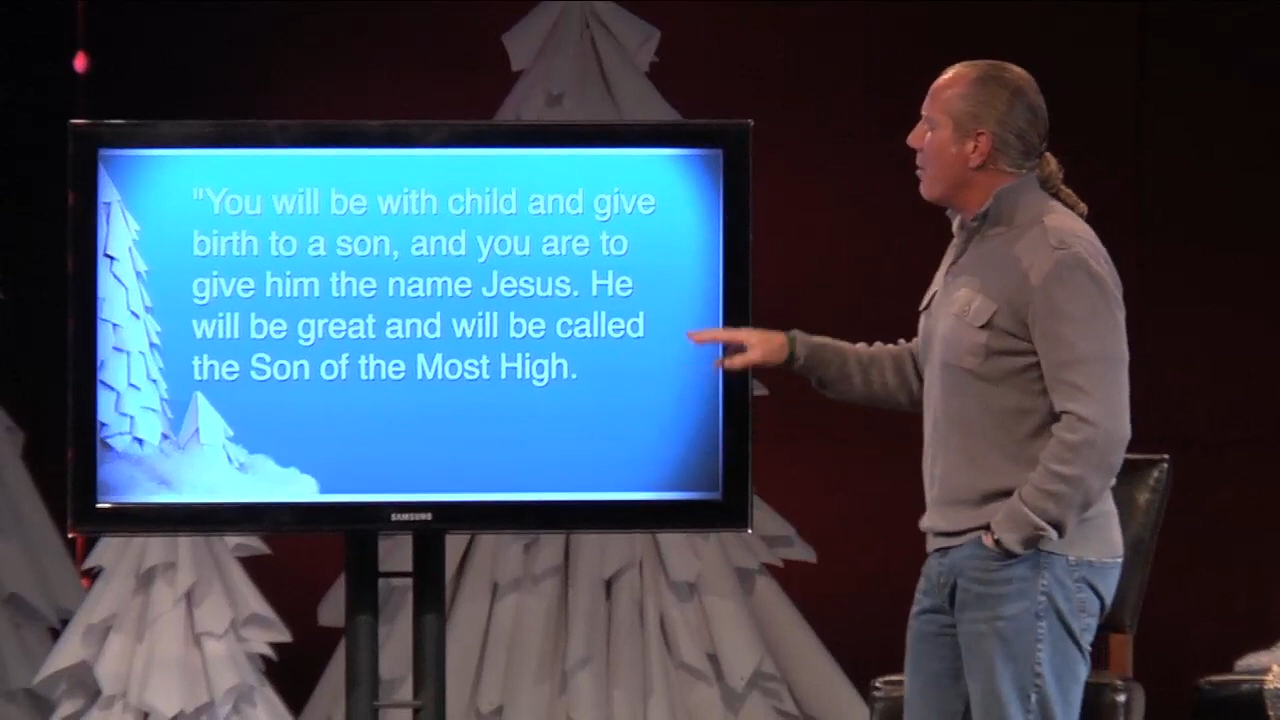 "You will be with child and give
birth to a son, and you are to
give him the name Jesus. He
will be great and will be called
the Son of the Most High.
SAMSUNG